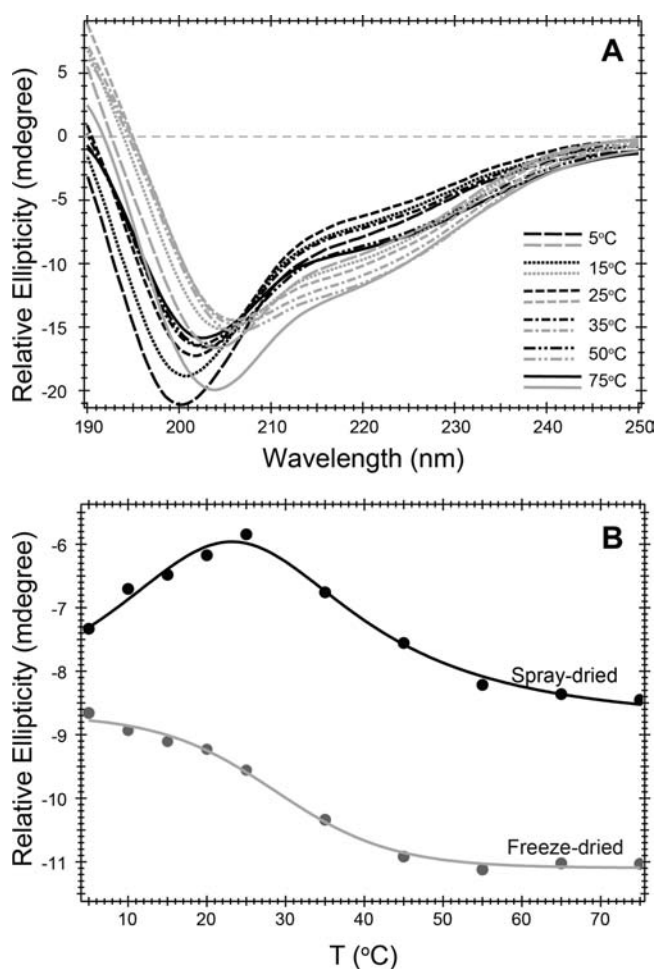 A
Relative Ellipticity (mdegree)
5
0
-5
-10
-15
-20
5°C
15°C
25°C
35°C
50°C
75°C
190 200 210 220 230 240 250
Wavelength (nm)
B
Relative Ellipticity (mdegree)
-6
-7
-8
-9
-10
-11
Spray-dried
Freeze-dried
10 20 30 40 50 60 70
T (°C)